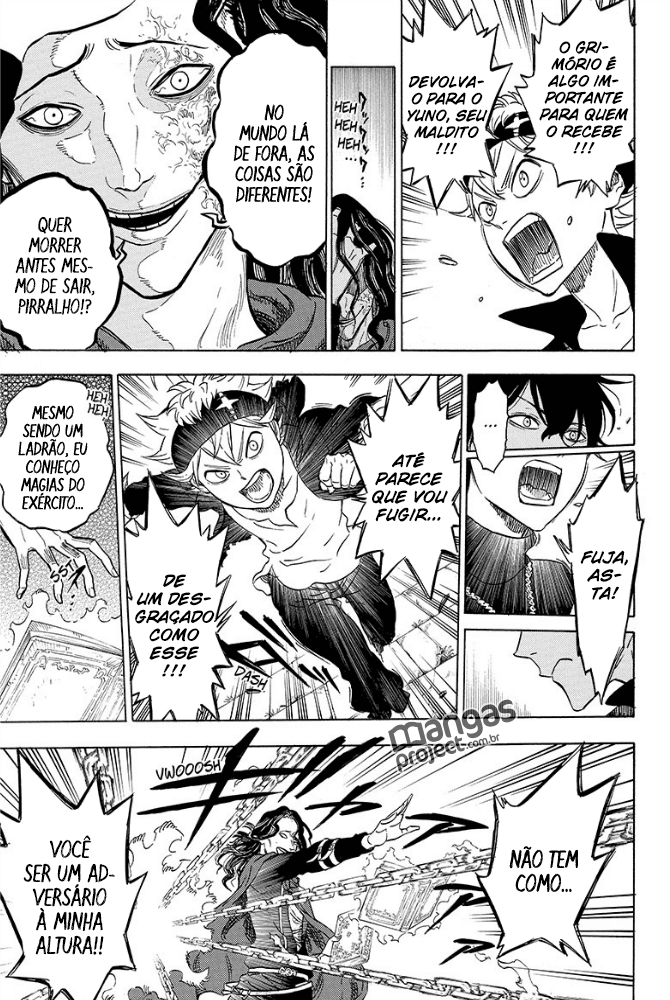 O GRI-
MÓRIO É
ALGO IM-
PORTANTE
PARA QUEM
O RECEBE
!!!
DEVOLVA-
O PARA O
YUNO, SEU
MALDITO
!!!
HEH
HEH
HEH
...
NO
MUNDO LÁ
DE FORA, AS
COISAS SÃO
DIFERENTES!
QUER
MORRER
ANTES MES-
MO DE SAIR,
PIRRALHO!?
FUJA,
AS-
TA!
ATÉ
PARECE
QUE VOU
FUGIR...
DE
UM DES-
GRAÇADO
COMO
ESSE
!!!
DASH
HEH
HEH
MESMO
SENDO UM
LADRÃO, EU
CONHEÇO
MAGIAS DO
EXÉRCITO...
SST
mangas
project.com.br
VWOOOSH
NÃO TEM
COMO...
VOCÊ
SER UM AD-
VERSÁRIO
À MINHA
ALTURA!!